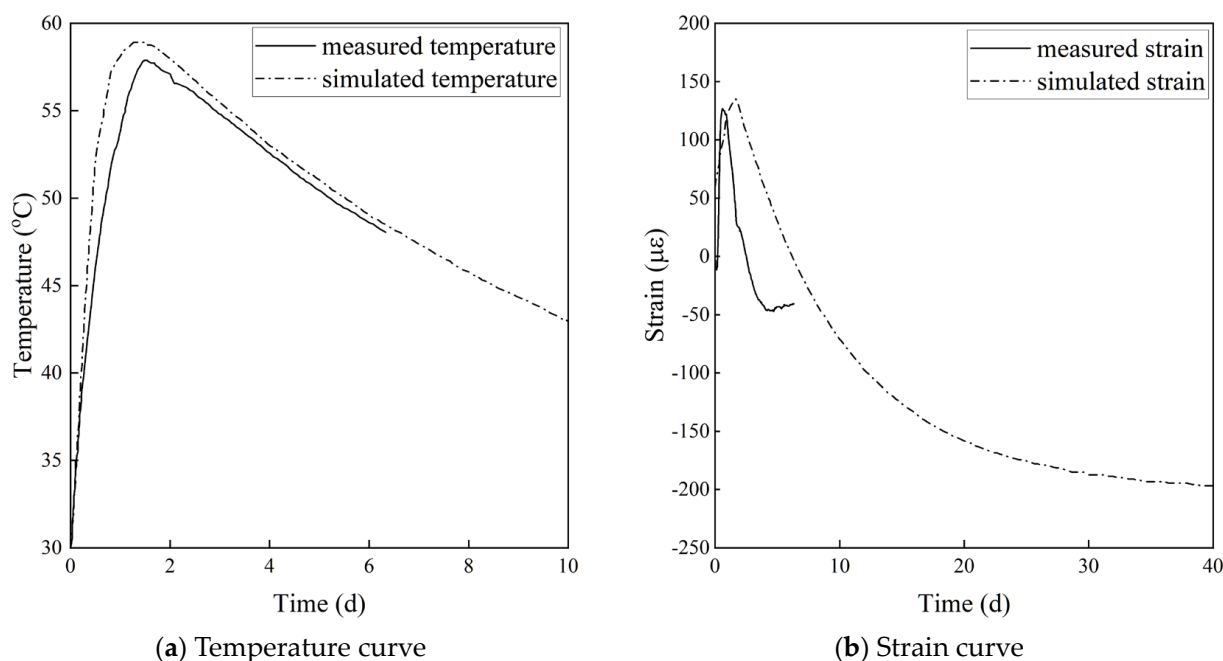 60
55
50
45
40
35
30
0
2
4
6
8
10
Temperature (°C)
Time (d)
measured temperature
simulated temperature
(a) Temperature curve
200
150
100
50
0
-50
-100
-150
-200
-250
0
10
20
30
40
Strain (με)
Time (d)
measured strain
simulated strain
(b) Strain curve